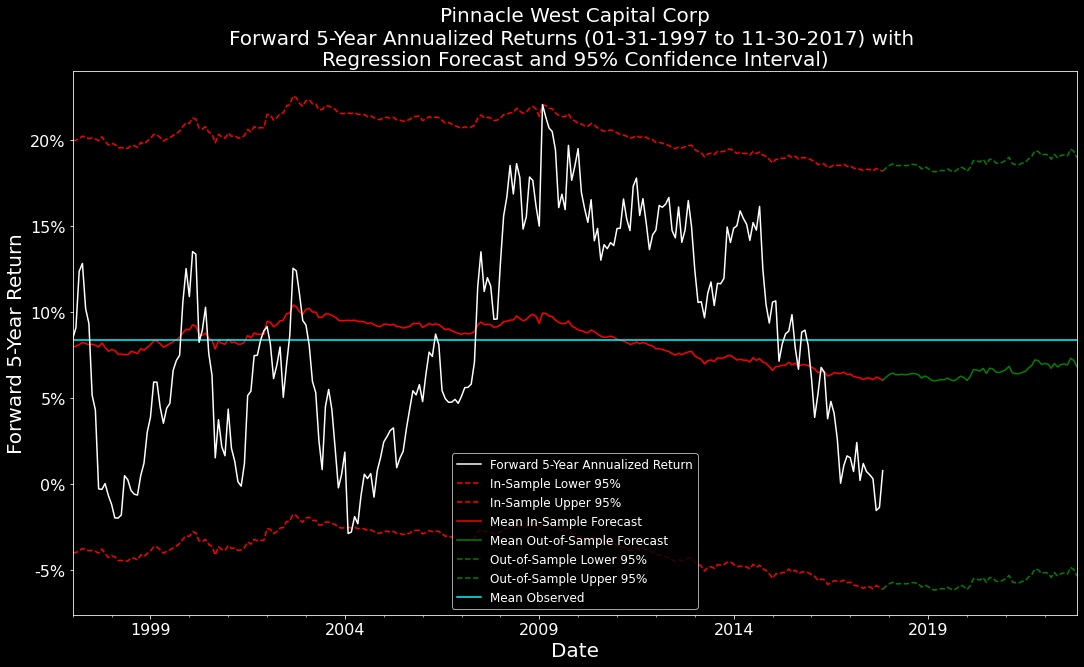 Pinnacle West Capital Corp
Forward 5-Year Annualized Returns (01-31-1997 to 11-30-2017) with
Regression Forecast and 95% Confidence Interval)
Forward 5-Year Return
20%
15%
10%
5%
0%
-5%
Forward 5-Year Annualized Return
In-Sample Lower 95%
In-Sample Upper 95%
Mean In-Sample Forecast
Mean Out-of-Sample Forecast
Out-of-Sample Lower 95%
Out-of-Sample Upper 95%
Mean Observed
1999 2004 2009 2014 2019
Date